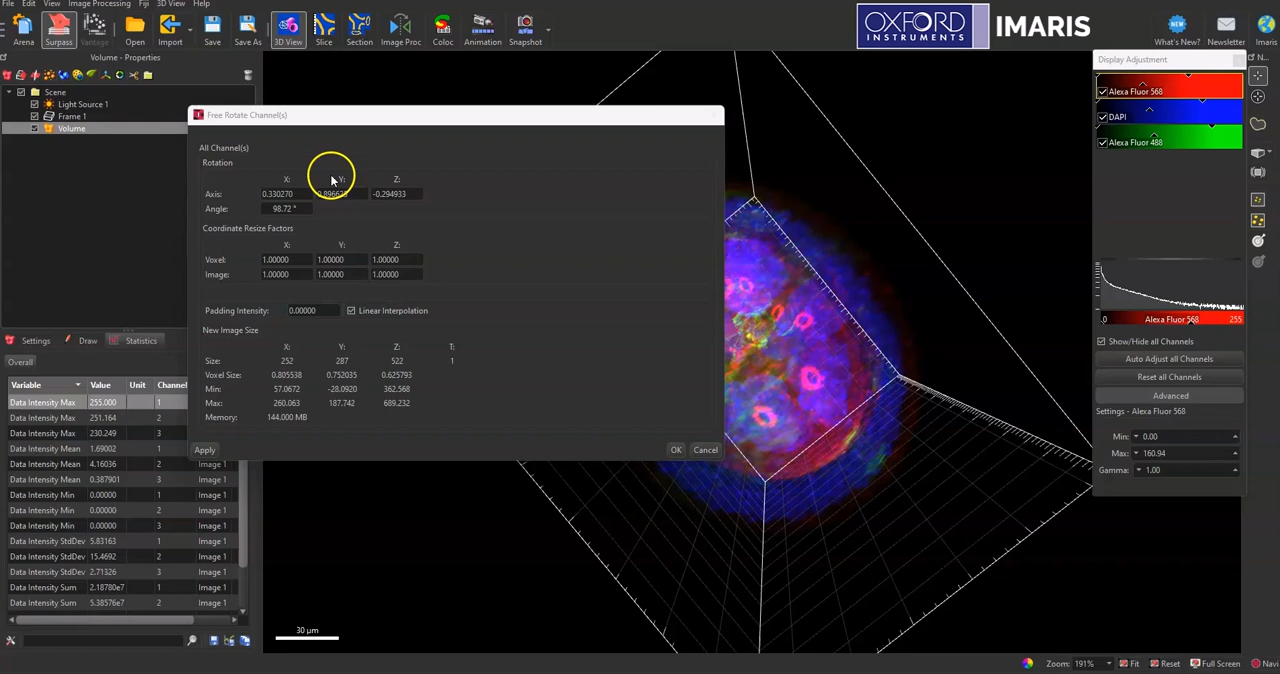 File Edit View Image Processing Fiji 3D View Help
Arena Surpass Vantage Open Import Save Save As 3D View Slice Section Image Proc Coloc Animation Snapshot
OXFORD INSTRUMENTS IMARIS
What's New? Newsletter Imaris
Volume - Properties
Scene
Light Source 1
Frame 1
Volume
Free Rotate Channel(s)
All Channel(s)
Rotation
X: Y: Z:
Axis: 0.330270 -0.294933
Angle: 98.72 °
Coordinate Resize Factors
X: Y: Z:
Voxel: 1.00000 1.00000 1.00000
Image: 1.00000 1.00000 1.00000
Padding Intensity: 0.00000 Linear Interpolation
New Image Size
X: Y: Z: T:
Size: 252 287 522 1
Voxel Size: 0.805538 0.752035 0.625793
Min: 57.0672 -28.0920 362.568
Max: 260.063 187.742 689.232
Memory: 144.000 MB
Apply OK Cancel
Settings Draw Statistics
Overall
Variable Value Unit Channel
Data Intensity Max 255.000 1
Data Intensity Max 251.164 2
Data Intensity Max 230.249 3
Data Intensity Mean 1.69002 1
Data Intensity Mean 4.16036 2 Image 1
Data Intensity Mean 0.387901 3 Image 1
Data Intensity Min 0.00000 1 Image 1
Data Intensity Min 0.00000 2 Image 1
Data Intensity Min 0.00000 3 Image 1
Data Intensity StdDev 5.83163 1 Image 1
Data Intensity StdDev 15.4692 2 Image 1
Data Intensity StdDev 2.71326 3 Image 1
Data Intensity Sum 2.18780e7 1 Image 1
Data Intensity Sum 5.38576e7 2 Image 1
30 µm
Display Adjustment
Alexa Fluor 568
DAPI
Alexa Fluor 488
.0 Alexa Fluor 568 255
Show/Hide all Channels
Auto Adjust all Channels
Reset all Channels
Advanced
Settings - Alexa Fluor 568
Min: 0.00
Max: 160.94
Gamma: 1.00
Zoom: 191% Fit Reset Full Screen Navi